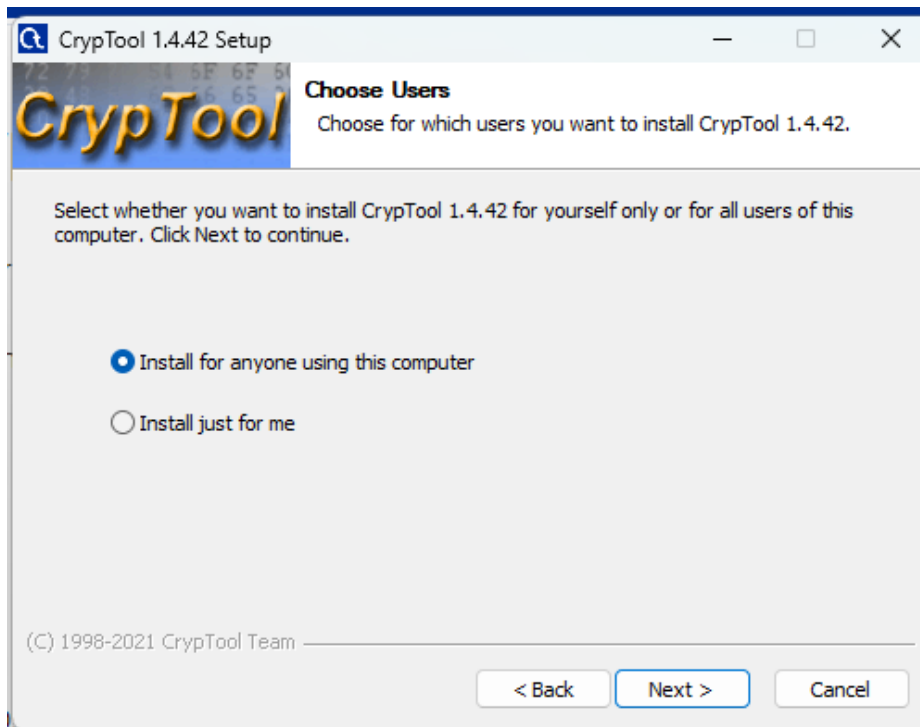 CrypTool 1.4.42 Setup
CrypTool
Choose Users
Choose for which users you want to install CrypTool 1.4.42.
Select whether you want to install CrypTool 1.4.42 for yourself only or for all users of this
computer. Click Next to continue.
Install for anyone using this computer
Install just for me
(C) 1998-2021 CrypTool Team
< Back
Next >
Cancel